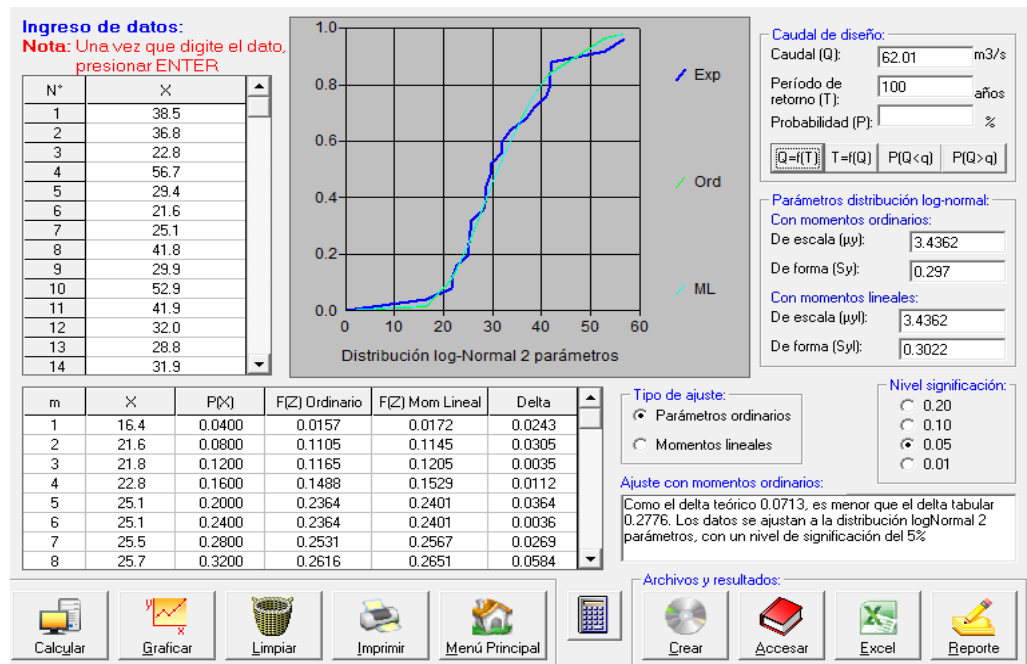 Ingreso de datos:
Nota: Una vez que digite el dato,
presionar ENTER
N° X
1 38.5
2 36.8
3 22.8
4 56.7
5 29.4
6 21.6
7 25.1
8 41.8
9 29.9
10 52.9
11 41.9
12 32.0
13 28.8
14 31.9
1.0
0.8
0.6
0.4
0.2
0.0
0 10 20 30 40 50 60
Distribución log-Normal 2 parámetros
Exp
Ord
ML
Caudal de diseño:
Caudal (Q): 62.01 m3/s
Período de
retorno (T): 100 años
Probabilidad (P): %
Q=f(T) T=f(Q) P(Q<q) P(Q>q)
Parámetros distribución log-normal:
Con momentos ordinarios:
De escala (μy): 3.4362
De forma (Sy): 0.297
Con momentos lineales:
De escala (μyl): 3.4362
De forma (Syl): 0.3022
m X P(X) F(Z) Ordinario F(Z) Mom Lineal Delta
1 16.4 0.0400 0.0157 0.0172 0.0243
2 21.6 0.0800 0.1105 0.1145 0.0305
3 21.8 0.1200 0.1165 0.1205 0.0035
4 22.8 0.1600 0.1488 0.1529 0.0112
5 25.1 0.2000 0.2364 0.2401 0.0364
6 25.1 0.2400 0.2364 0.2401 0.0036
7 25.5 0.2800 0.2531 0.2567 0.0269
8 25.7 0.3200 0.2616 0.2651 0.0584
Tipo de ajuste:
Parámetros ordinarios
Momentos lineales
Nivel significación:
0.20
0.10
0.05
0.01
Ajuste con momentos ordinarios:
Como el delta teórico 0.0713, es menor que el delta tabular
0.2776. Los datos se ajustan a la distribución logNormal 2
parámetros, con un nivel de significación del 5%
Calcular Graficar Limpiar Imprimir Menú Principal
Archivos y resultados:
Crear Accesar Excel Reporte